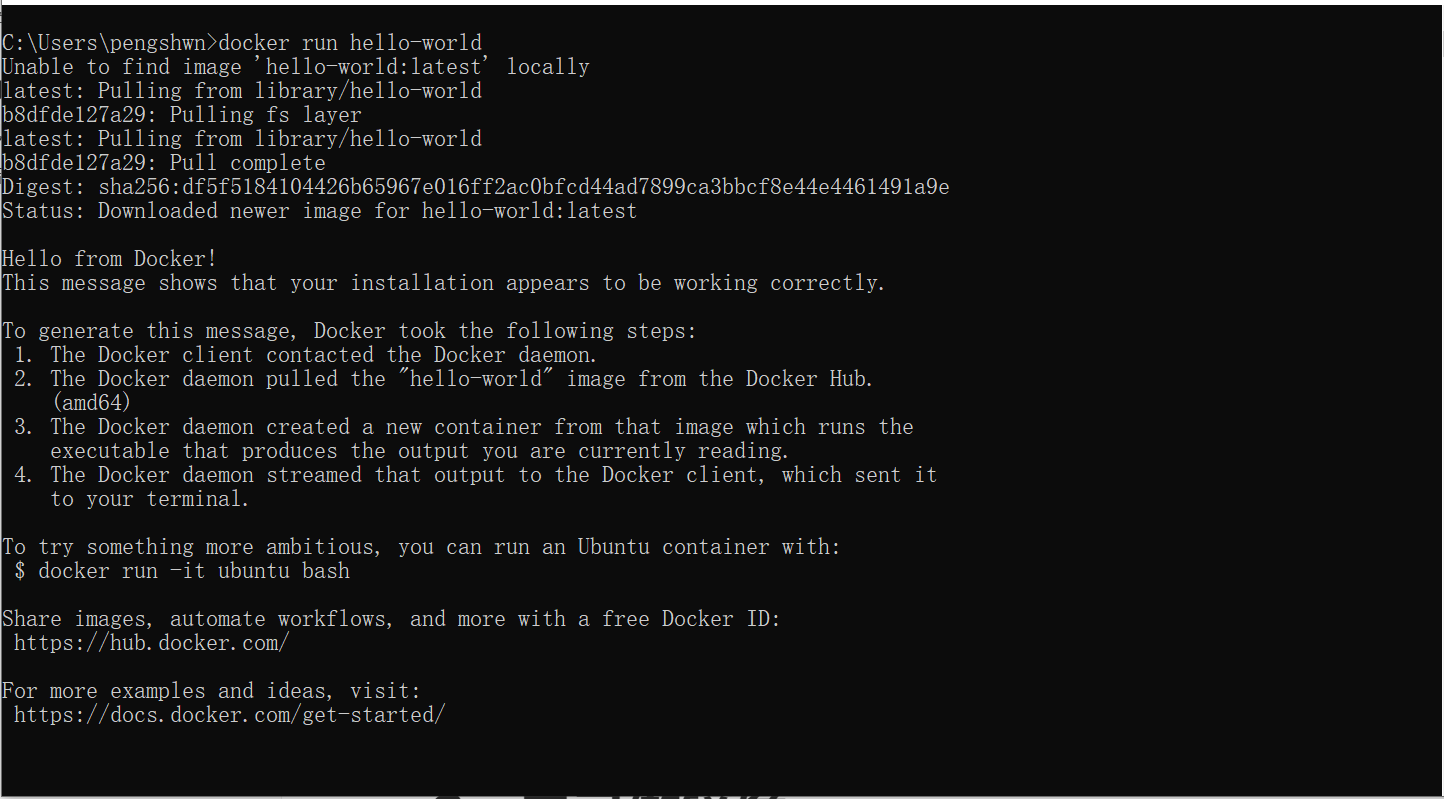 C:\Users\pengshwn>docker run hello-world
Unable to find image 'hello-world:latest' locally
latest: Pulling from library/hello-world
b8dfde127a29: Pulling fs layer
latest: Pulling from library/hello-world
b8dfde127a29: Pull complete
Digest: sha256:df5f5184104426b65967e016ff2ac0bfcd44ad7899ca3bbcf8e44e4461491a9e
Status: Downloaded newer image for hello-world:latest

Hello from Docker!
This message shows that your installation appears to be working correctly.

To generate this message, Docker took the following steps:
 1. The Docker client contacted the Docker daemon.
 2. The Docker daemon pulled the "hello-world" image from the Docker Hub.
    (amd64)
 3. The Docker daemon created a new container from that image which runs the
    executable that produces the output you are currently reading.
 4. The Docker daemon streamed that output to the Docker client, which sent it
    to your terminal.

To try something more ambitious, you can run an Ubuntu container with:
 $ docker run -it ubuntu bash

Share images, automate workflows, and more with a free Docker ID:
 https://hub.docker.com/

For more examples and ideas, visit:
 https://docs.docker.com/get-started/